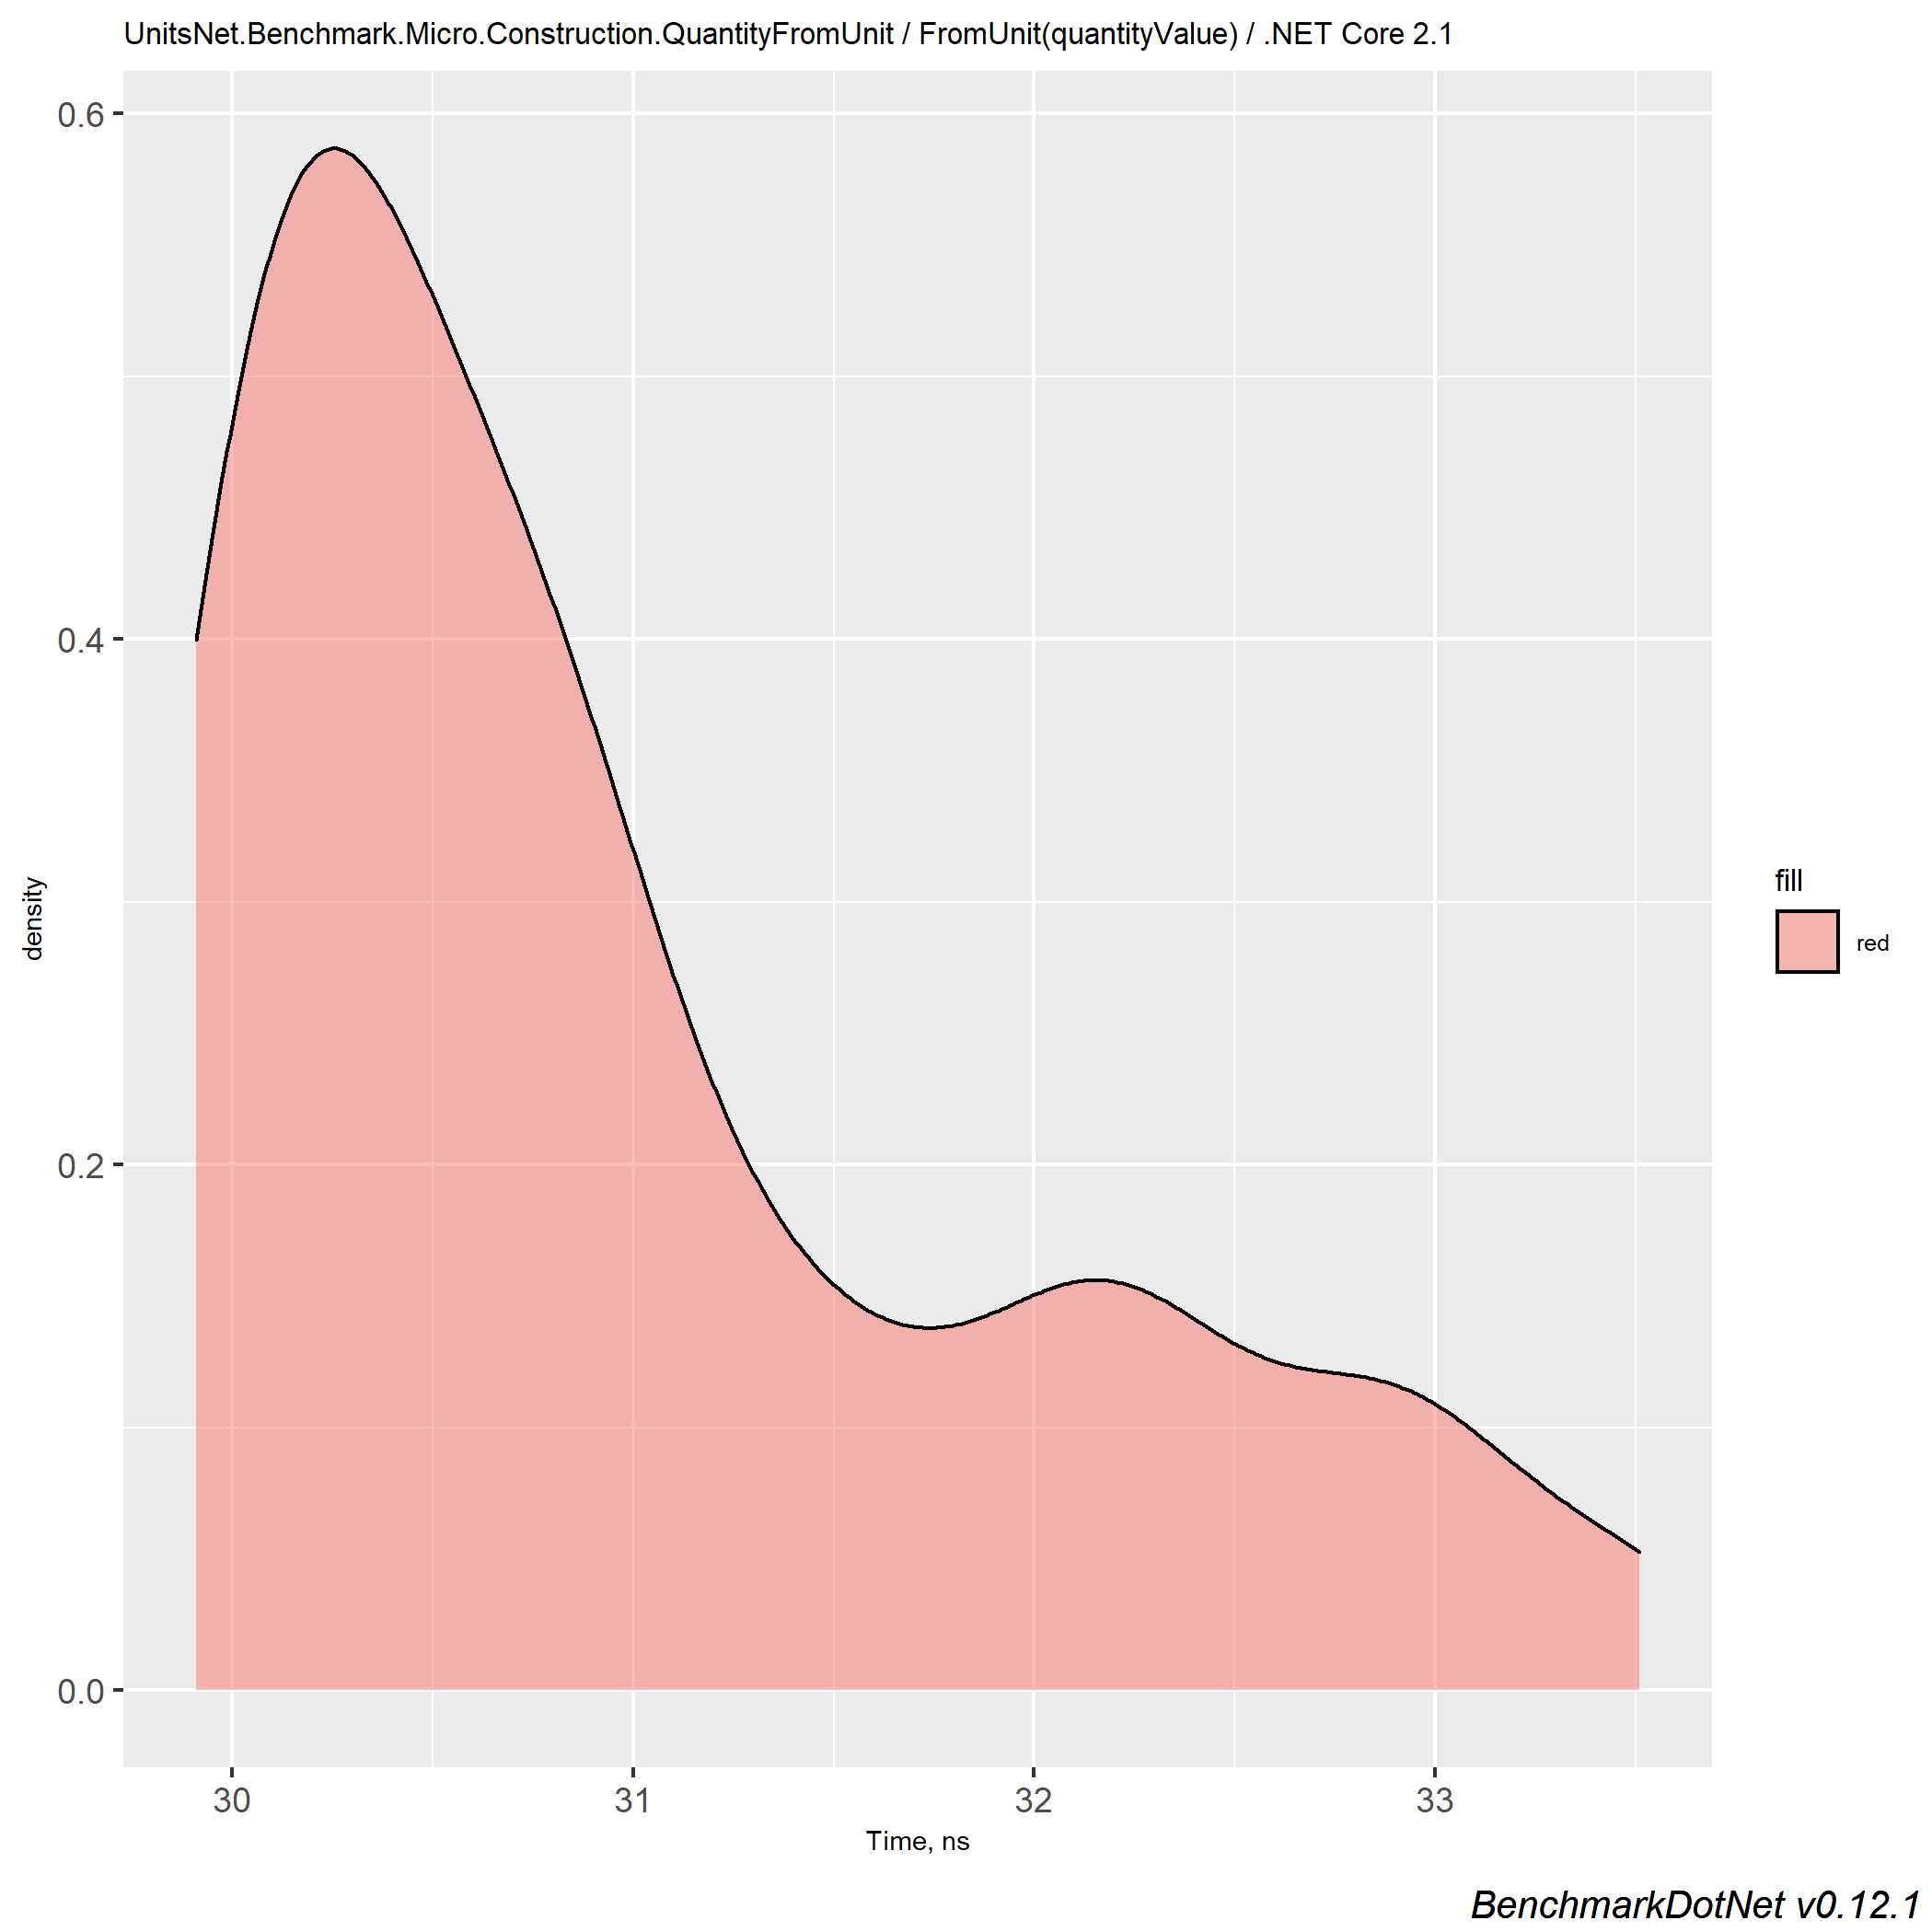 UnitsNet.Benchmark.Micro.Construction.QuantityFromUnit / FromUnit(quantityValue) / .NET Core 2.1
0.6
0.4
0.2
0.0
density
30 31 32 33
Time, ns
fill
red
BenchmarkDotNet v0.12.1